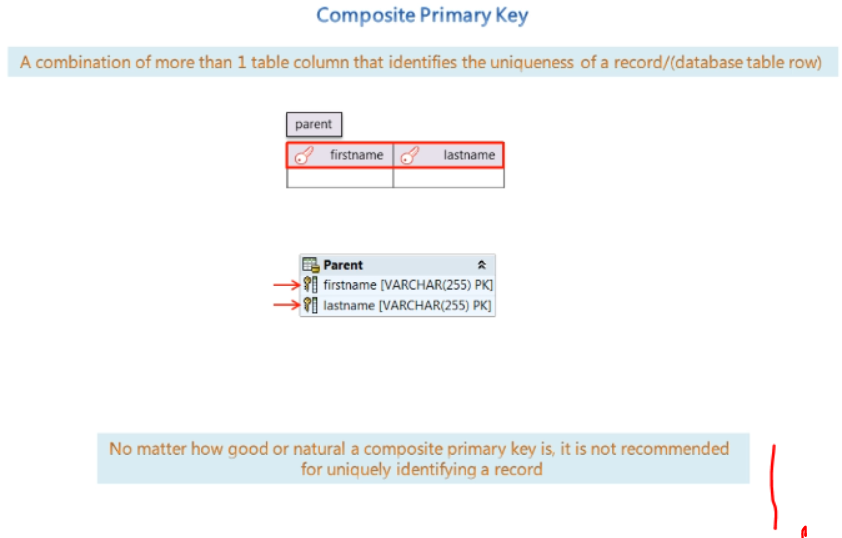 Composite Primary Key
A combination of more than 1 table column that identifies the uniqueness of a record/(database table row)
parent
firstname lastname
Parent
firstname [VARCHAR(255) PK]
lastname [VARCHAR(255) PK]
No matter how good or natural a composite primary key is, it is not recommended
for uniquely identifying a record